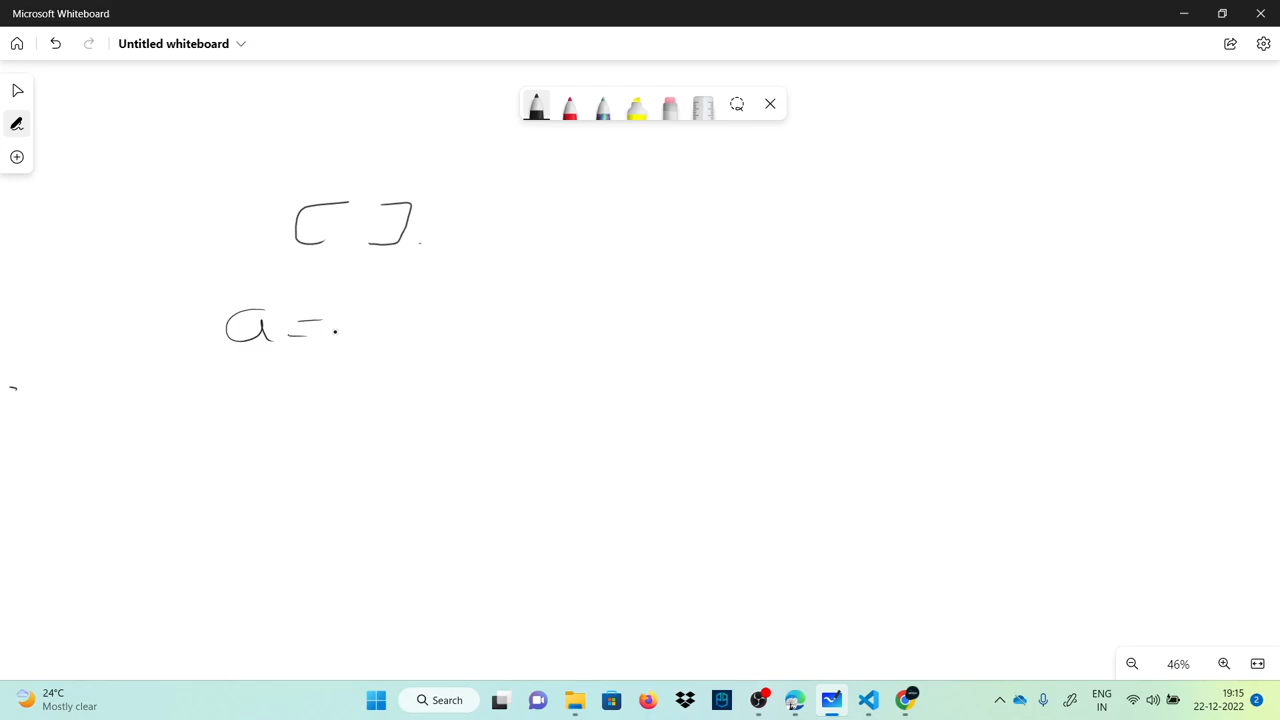 Microsoft Whiteboard
Untitled whiteboard
[ ].
a =
46%
24°C
Mostly clear
Search
ENG
IN
19:15
22-12-2022
2